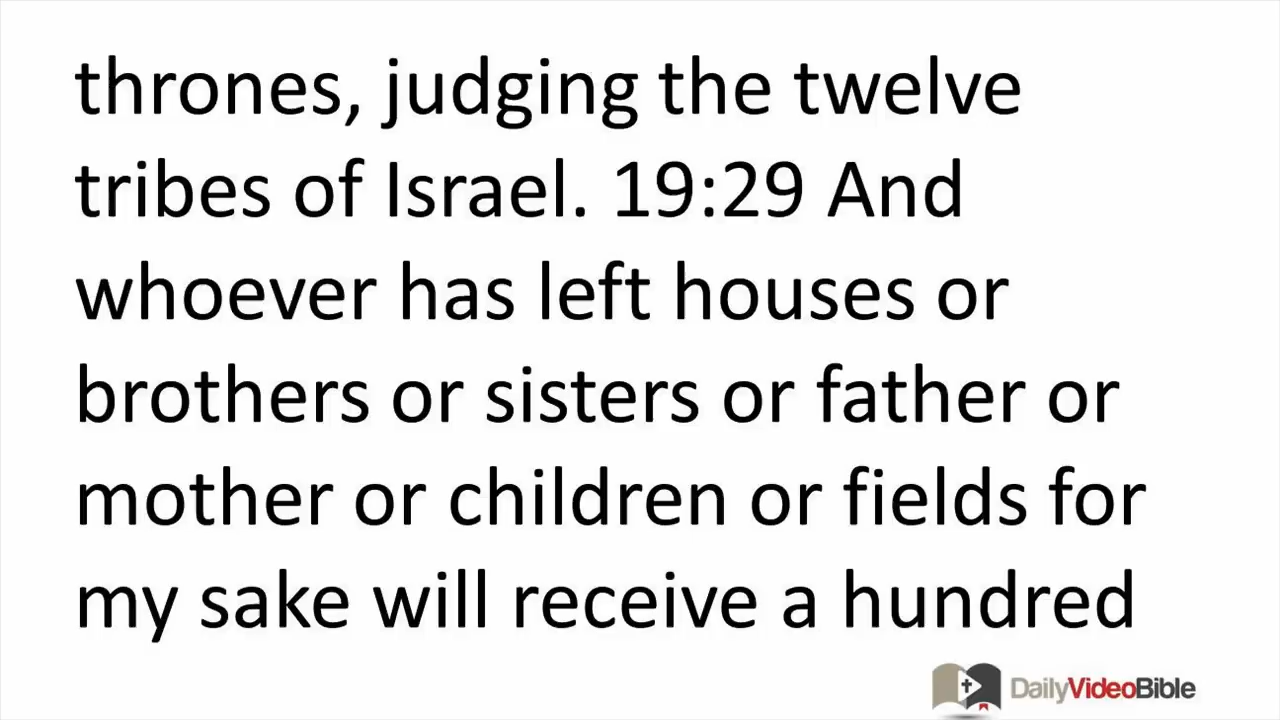 thrones, judging the twelve
tribes of Israel. 19:29 And
whoever has left houses or
brothers or sisters or father or
mother or children or fields for
my sake will receive a hundred
DailyVideoBible